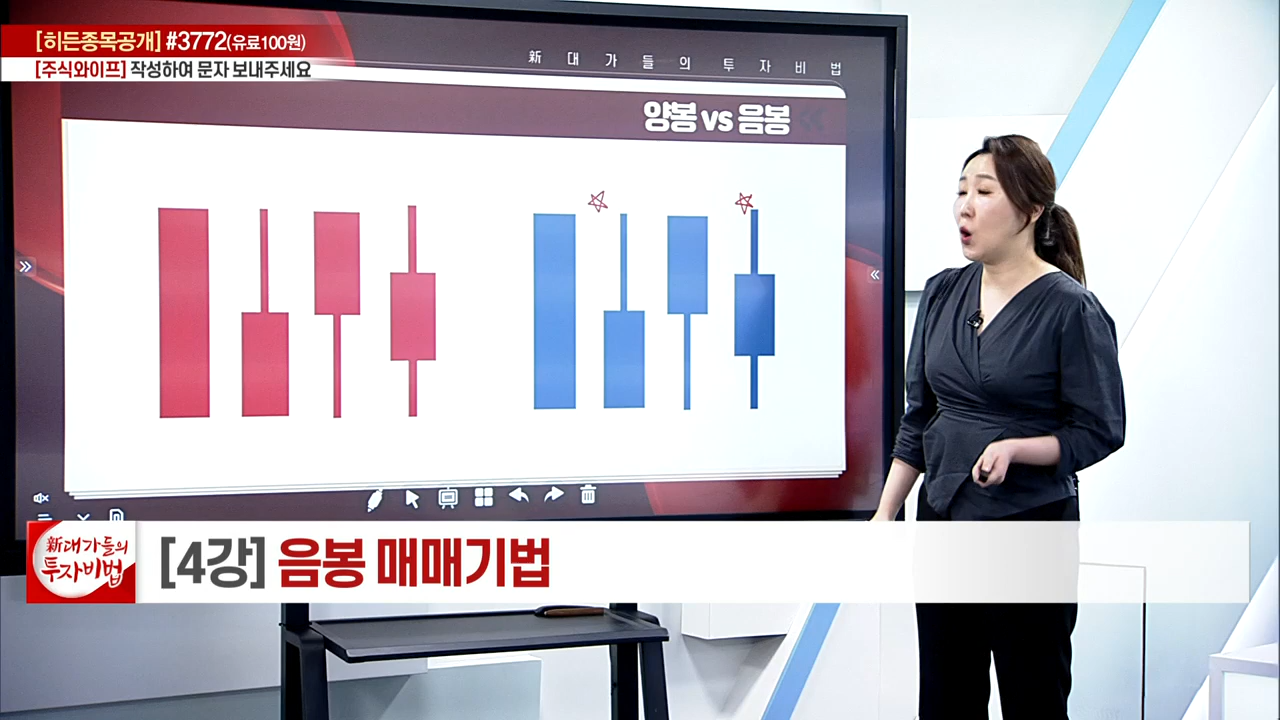 [히든종목공개] #3772(유료100원)
[주식와이프] 작성하여 문자 보내주세요
新대가들의 투자비법
양봉 vs 음봉
新대가들의
투자비법
[4강] 음봉 매매기법